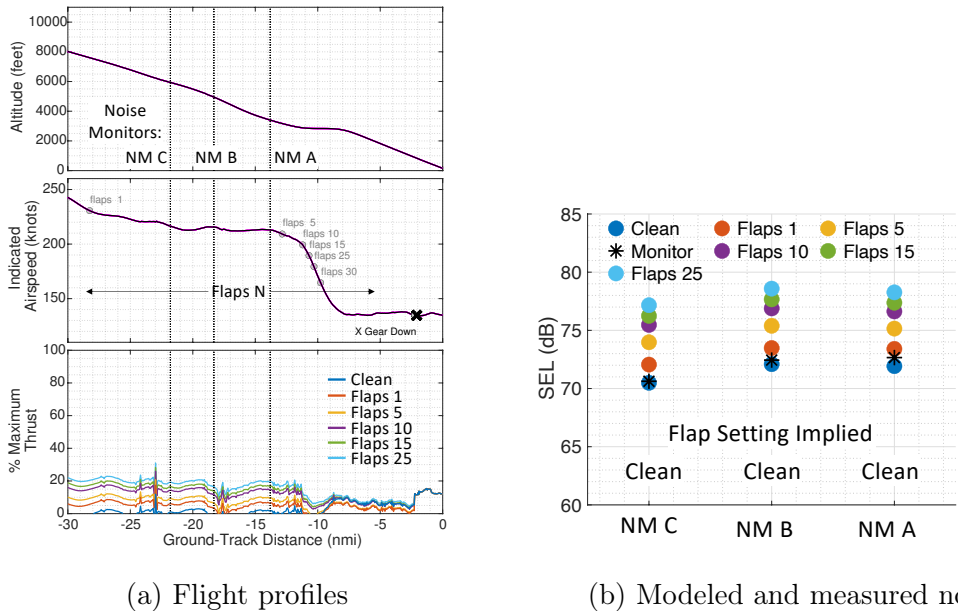 10000
8000
6000
4000
2000
0
Altitude (feet)
Noise
Monitors:
NM C
NM B
NM A
250
200
150
Indicated
Airspeed (knots)
flaps 1
flaps 5
flaps 10
flaps 15
flaps 25
flaps 30
Flaps N
X Gear Down
100
80
60
40
20
0
% Maximum
Thrust
Clean
Flaps 1
Flaps 5
Flaps 10
Flaps 15
Flaps 25
-30 -25 -20 -15 -10 -5 0
Ground-Track Distance (nmi)
(a) Flight profiles
85
80
75
70
65
60
SEL (dB)
Clean Flaps 1 Flaps 5
Monitor Flaps 10 Flaps 15
Flaps 25
Flap Setting Implied
Clean Clean Clean
NM C NM B NM A
(b) Modeled and measured